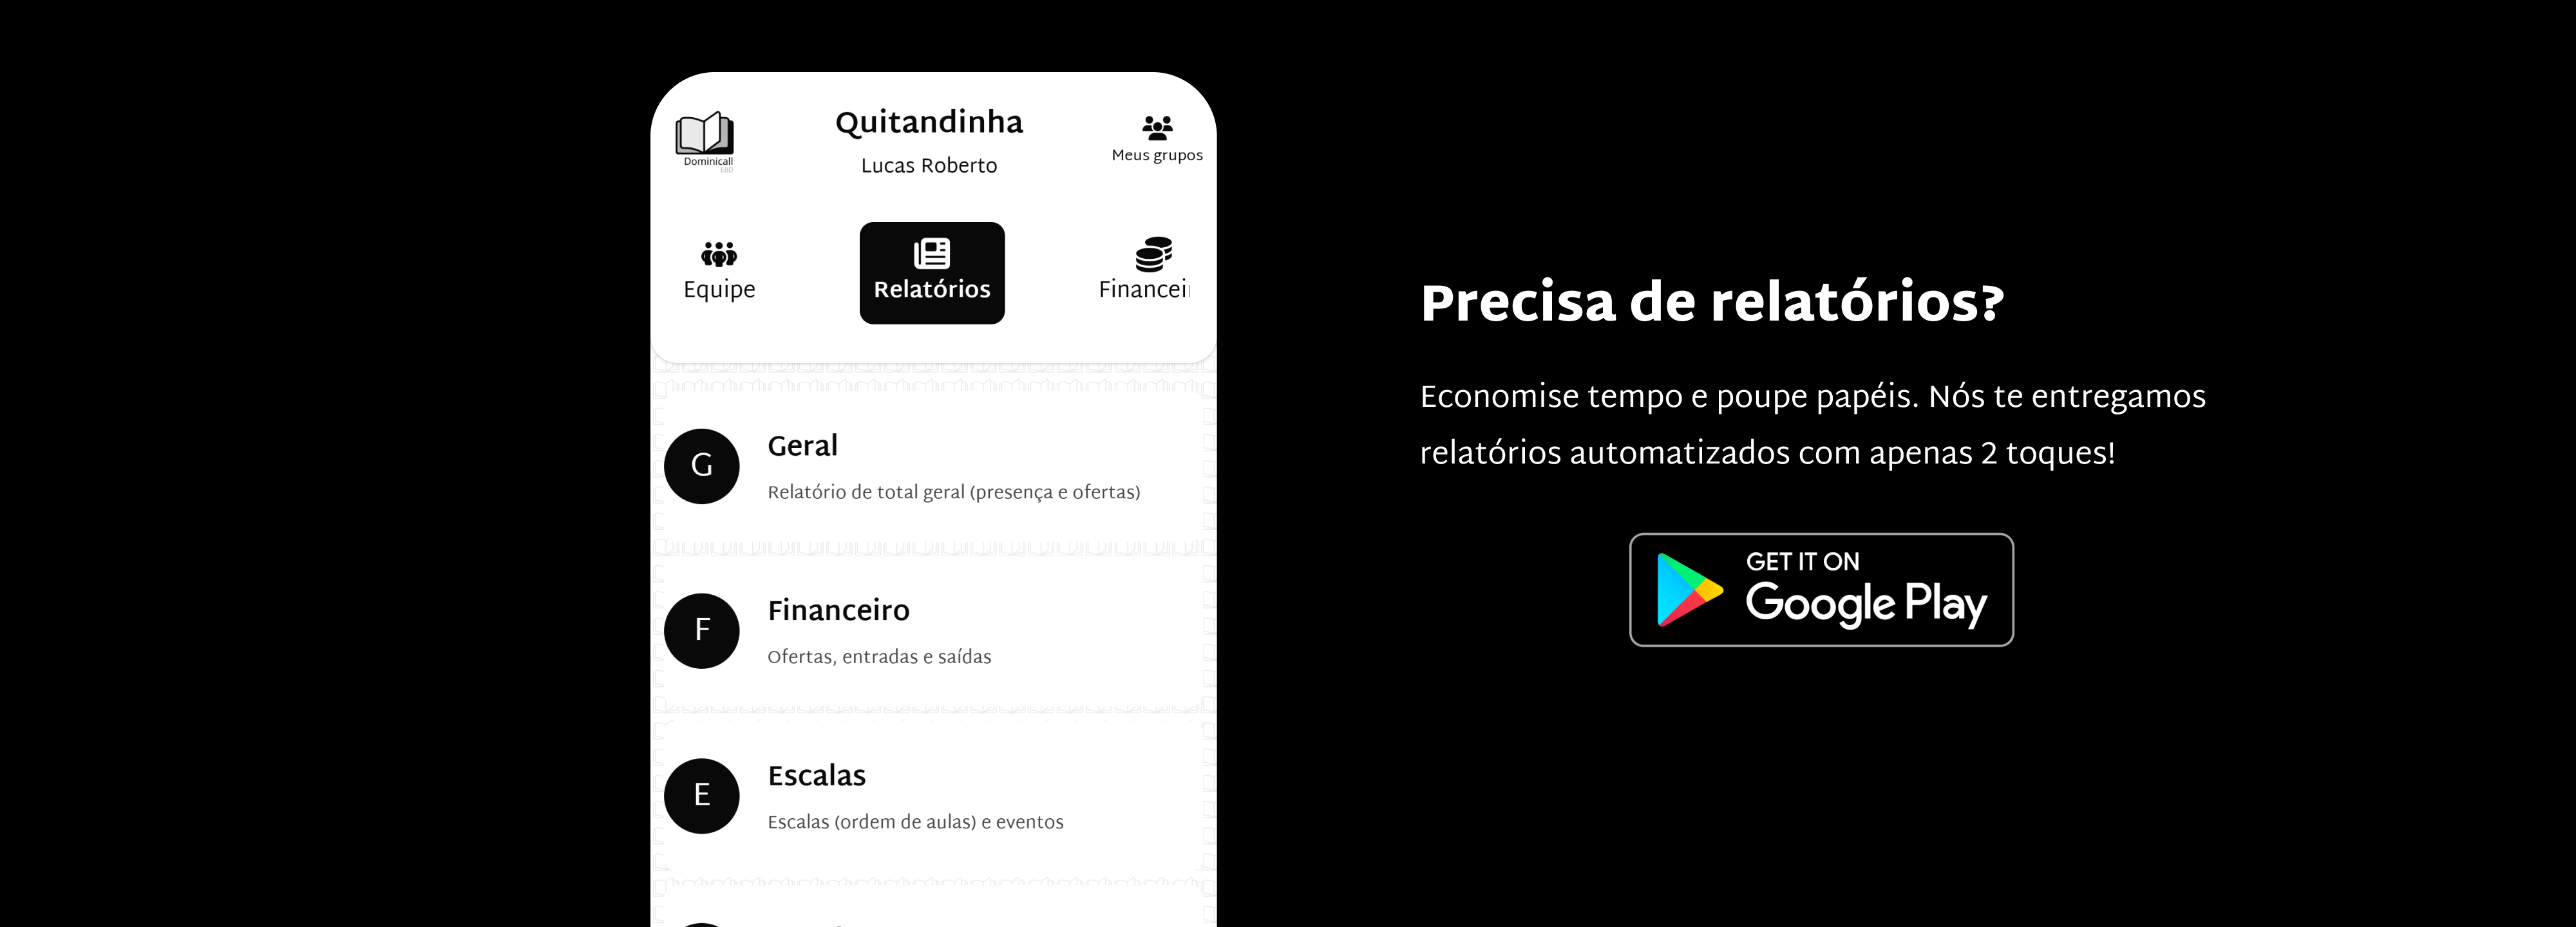 Dominicall
EBD
Quitandinha
Lucas Roberto
Meus grupos
Equipe
Relatórios
G
Geral
Relatório de total geral (presença e ofertas)
F
Financeiro
Ofertas, entradas e saídas
E
Escalas
Escalas (ordem de aulas) e eventos
Precisa de relatórios?
Economise tempo e poupe papéis. Nós te entregamos
relatórios automatizados com apenas 2 toques!
GET IT ON
Google Play